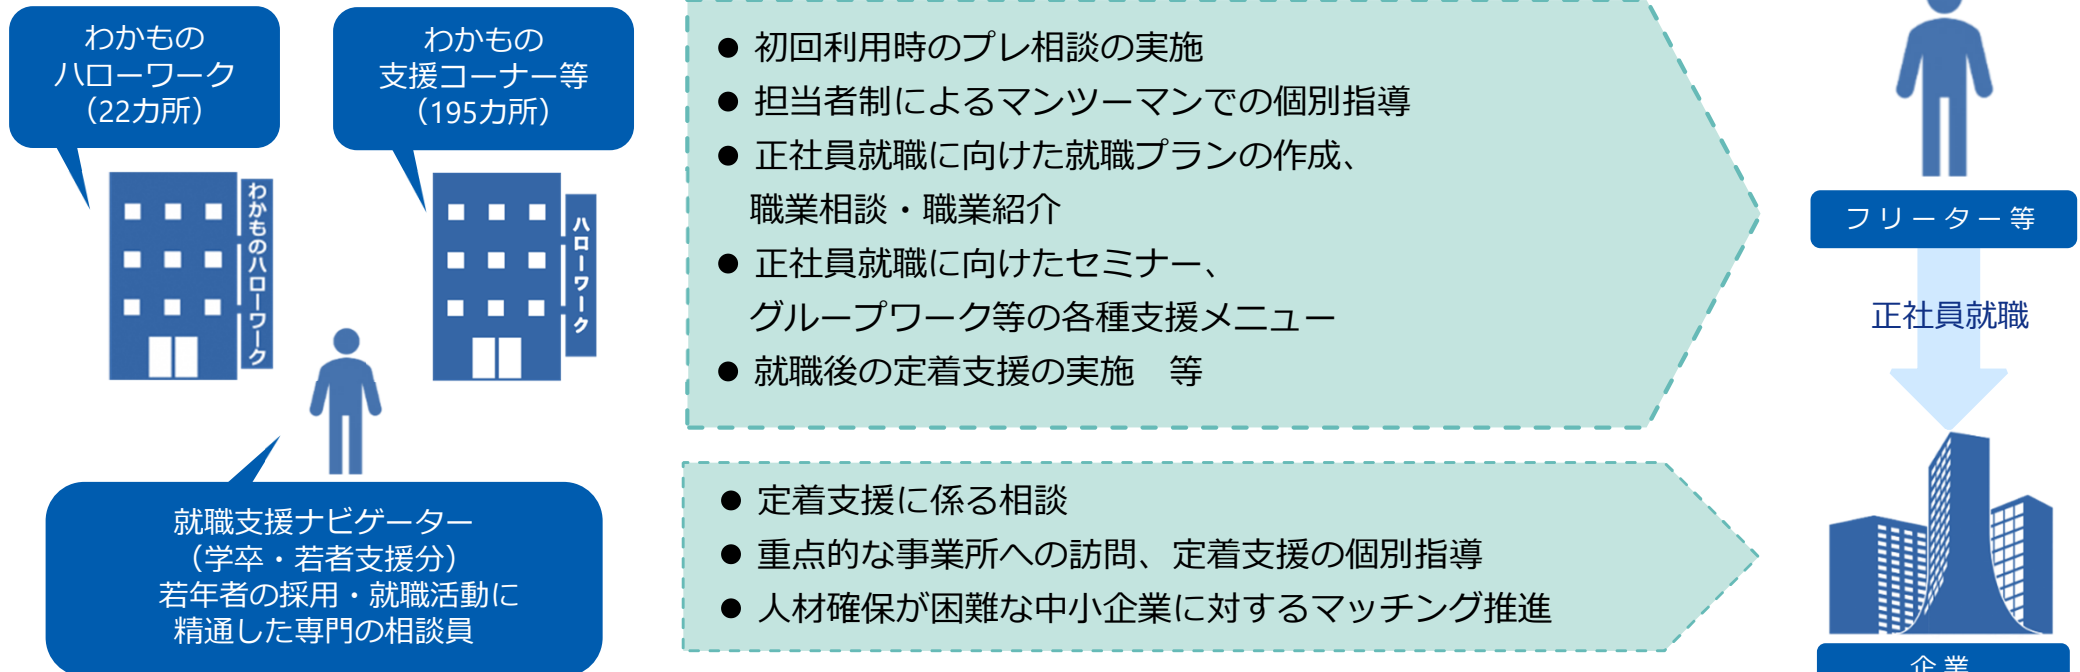 わかもの
ハローワーク
（22カ所）
わかもの
支援コーナー等
（195カ所）
わかものハローワーク
ハローワーク
就職支援ナビゲーター
（学卒・若者支援分）
若年者の採用・就職活動に
精通した専門の相談員
● 初回利用時のプレ相談の実施
● 担当者制によるマンツーマンでの個別指導
● 正社員就職に向けた就職プランの作成、
職業相談・職業紹介
● 正社員就職に向けたセミナー、
グループワーク等の各種支援メニュー
● 就職後の定着支援の実施　等
● 定着支援に係る相談
● 重点的な事業所への訪問、定着支援の個別指導
● 人材確保が困難な中小企業に対するマッチング推進
フリーター等
正社員就職
企業